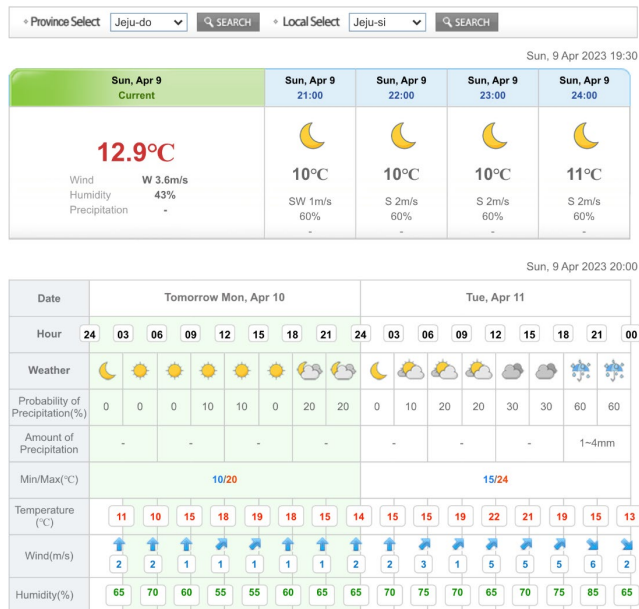 Province Select Jeju-do SEARCH Local Select Jeju-si SEARCH
Sun, 9 Apr 2023 19:30
Sun, Apr 9 Sun, Apr 9 Sun, Apr 9 Sun, Apr 9 Sun, Apr 9
Current 21:00 22:00 23:00 24:00
12.9°C
Wind W 3.6m/s
Humidity 43%
Precipitation -
10°C 10°C 10°C 11°C
SW 1m/s S 2m/s S 2m/s S 2m/s
60% 60% 60% 60%
- - - -
Sun, 9 Apr 2023 20:00
Date Tomorrow Mon, Apr 10 Tue, Apr 11
Hour 24 03 06 09 12 15 18 21 24 03 06 09 12 15 18 21 00
Weather
Probability of
Precipitation(%) 0 0 0 10 10 0 20 20 0 10 20 20 30 30 60 60
Amount of
Precipitation - - - - - - - 1~4mm
Min/Max(°C) 10/20 15/24
Temperature
(°C) 11 10 15 18 19 18 15 14 15 15 19 22 21 19 15 13
Wind(m/s) 2 2 1 1 1 1 1 2 2 3 1 5 5 5 6 2
Humidity(%) 65 70 60 55 55 60 65 65 70 75 70 65 70 75 85 65